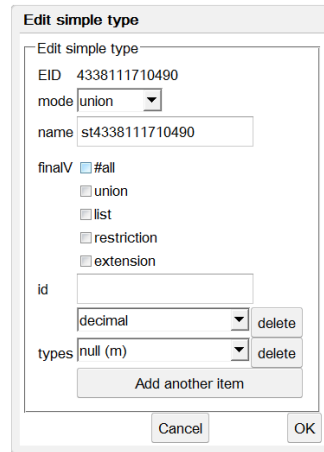 Edit simple type
Edit simple type
EID 4338111710490
mode union
name st4338111710490
finalV #all
union
list
restriction
extension
id
decimal delete
types null (m) delete
Add another item
Cancel OK